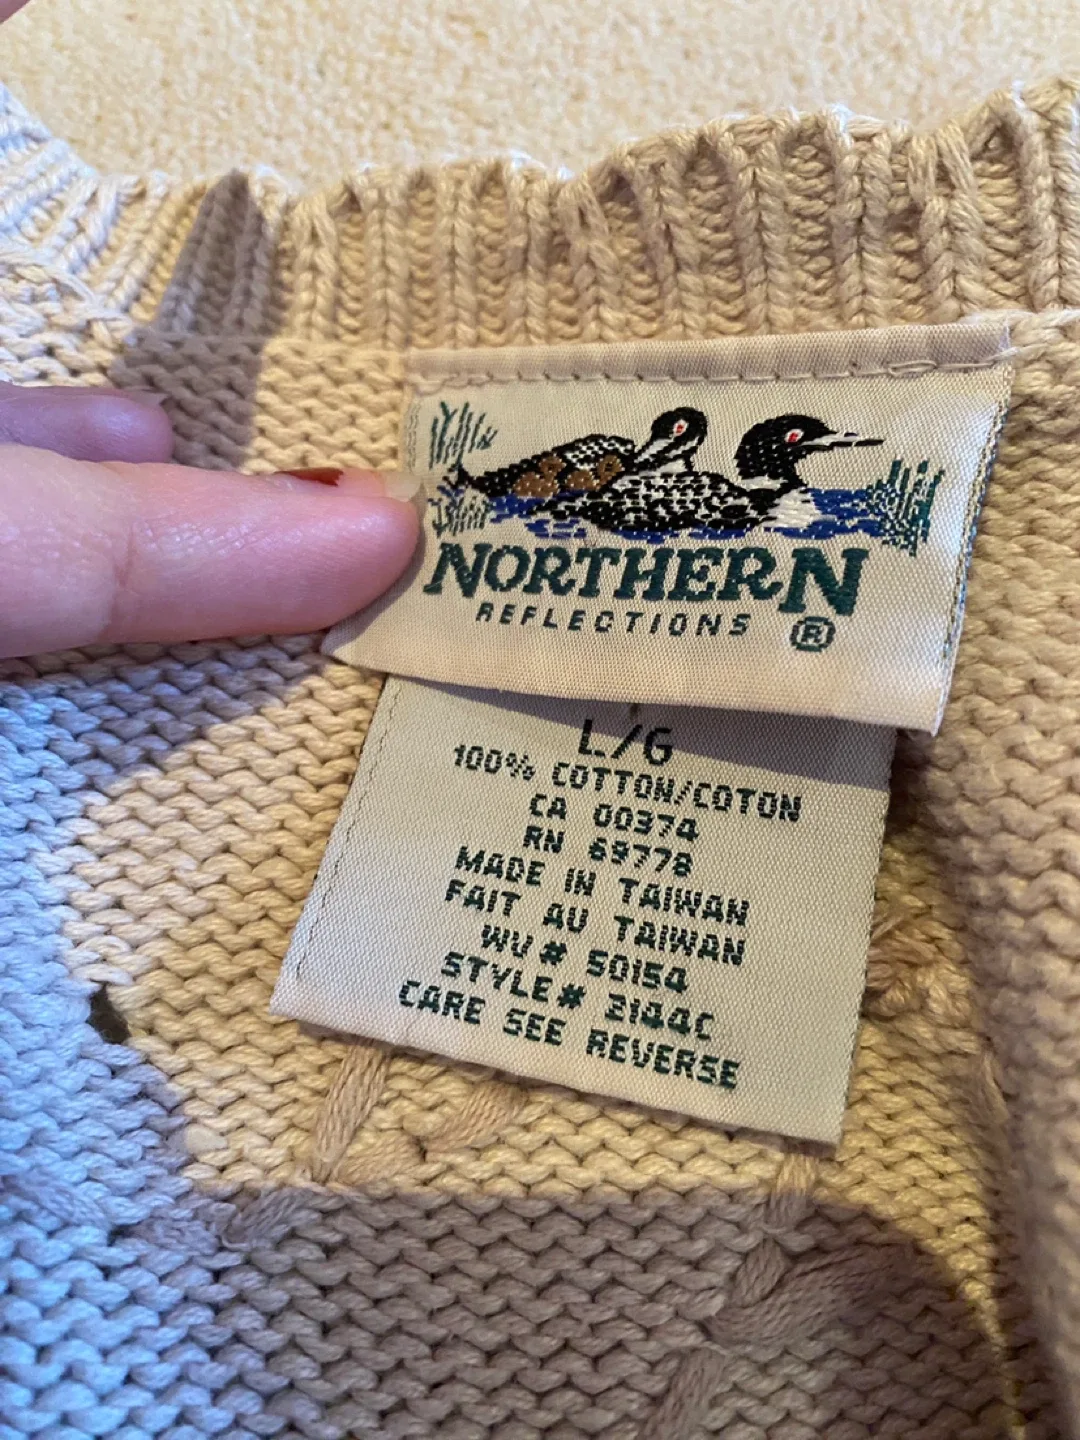 NORTHERN
REFLECTIONS ®
L/G
100% COTTON/COTON
CA 00374
RN 69778
MADE IN TAIWAN
FAIT AU TAIWAN
WU # 50154
STYLE # 2144C
CARE SEE REVERSE